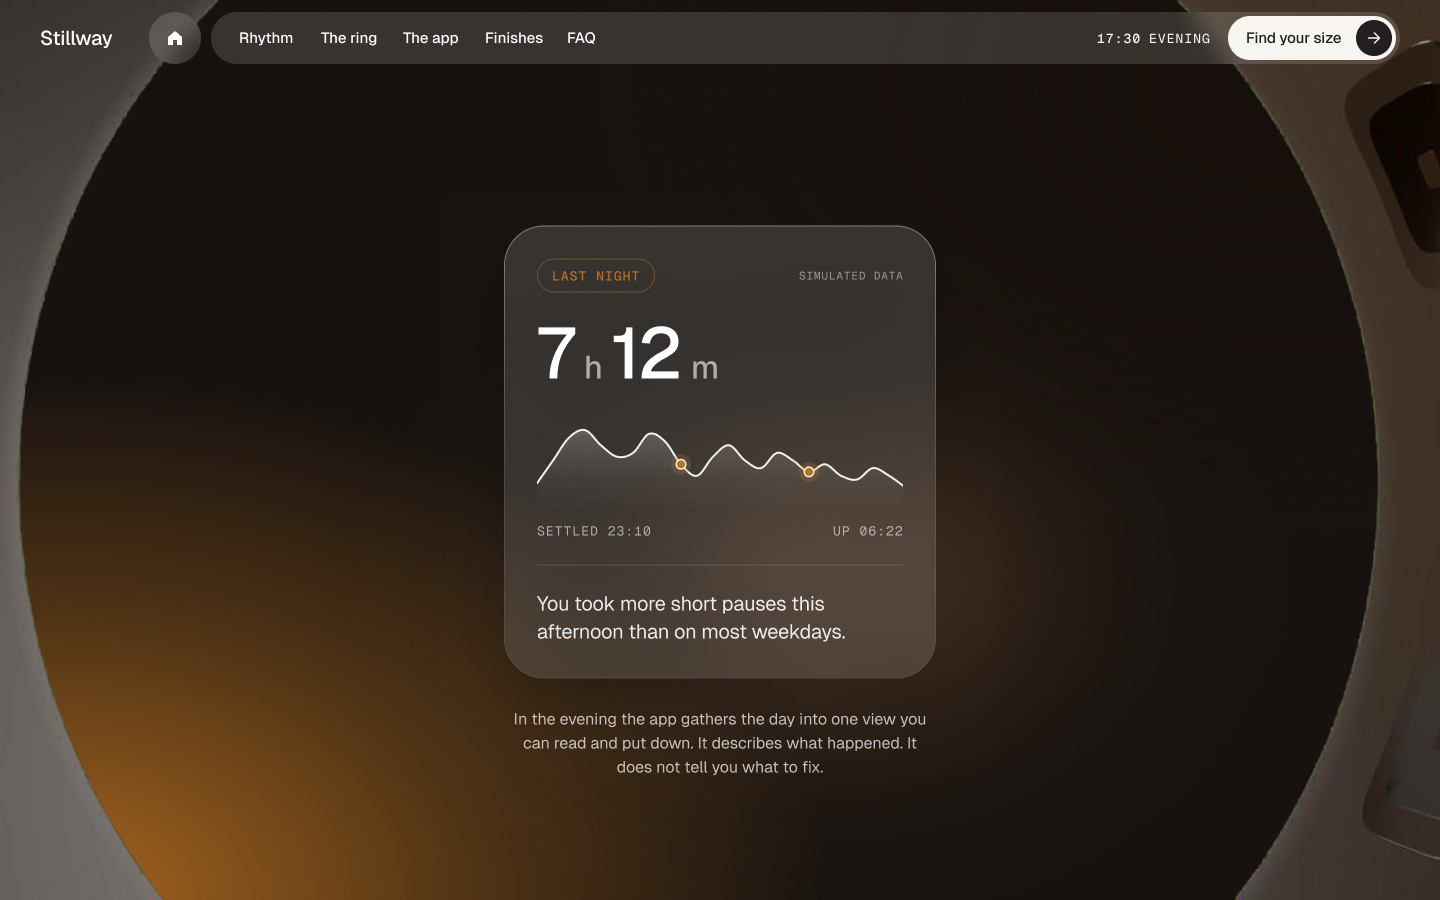 Stillway
Rhythm
The ring
The app
Finishes
FAQ
17:30 EVENING
Find your size
LAST NIGHT
SIMULATED DATA
7 h 12 m
SETTLED 23:10
UP 06:22
You took more short pauses this
afternoon than on most weekdays.
In the evening the app gathers the day into one view you
can read and put down. It describes what happened. It
does not tell you what to fix.